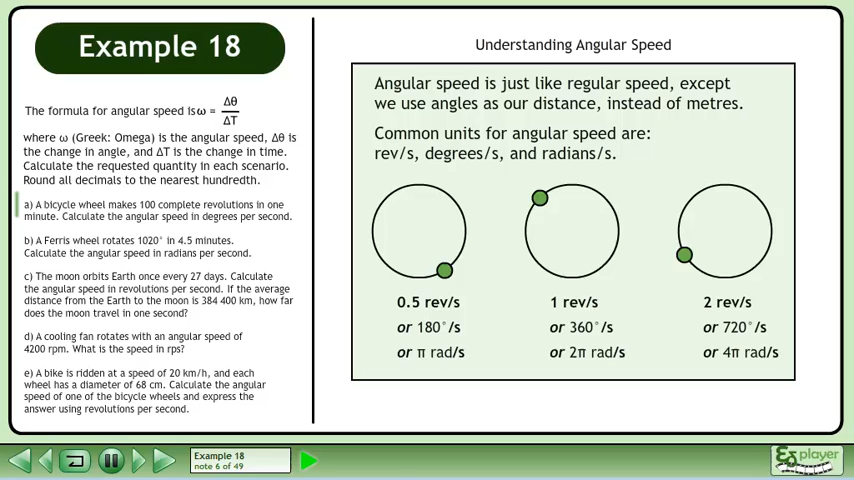 Example 18
The formula for angular speed is ω = Δθ/ΔT
where ω (Greek: Omega) is the angular speed, Δθ is
the change in angle, and ΔT is the change in time.
Calculate the requested quantity in each scenario.
Round all decimals to the nearest hundredth.
a) A bicycle wheel makes 100 complete revolutions in one
minute. Calculate the angular speed in degrees per second.
b) A Ferris wheel rotates 1020° in 4.5 minutes.
Calculate the angular speed in radians per second.
c) The moon orbits Earth once every 27 days. Calculate
the angular speed in revolutions per second. If the average
distance from the Earth to the moon is 384 400 km, how far
does the moon travel in one second?
d) A cooling fan rotates with an angular speed of
4200 rpm. What is the speed in rps?
e) A bike is ridden at a speed of 20 km/h, and each
wheel has a diameter of 68 cm. Calculate the angular
speed of one of the bicycle wheels and express the
answer using revolutions per second.
Understanding Angular Speed
Angular speed is just like regular speed, except
we use angles as our distance, instead of metres.
Common units for angular speed are:
rev/s, degrees/s, and radians/s.
0.5 rev/s
or 180°/s
or π rad/s
1 rev/s
or 360°/s
or 2π rad/s
2 rev/s
or 720°/s
or 4π rad/s
Example 18
note 6 of 49
player